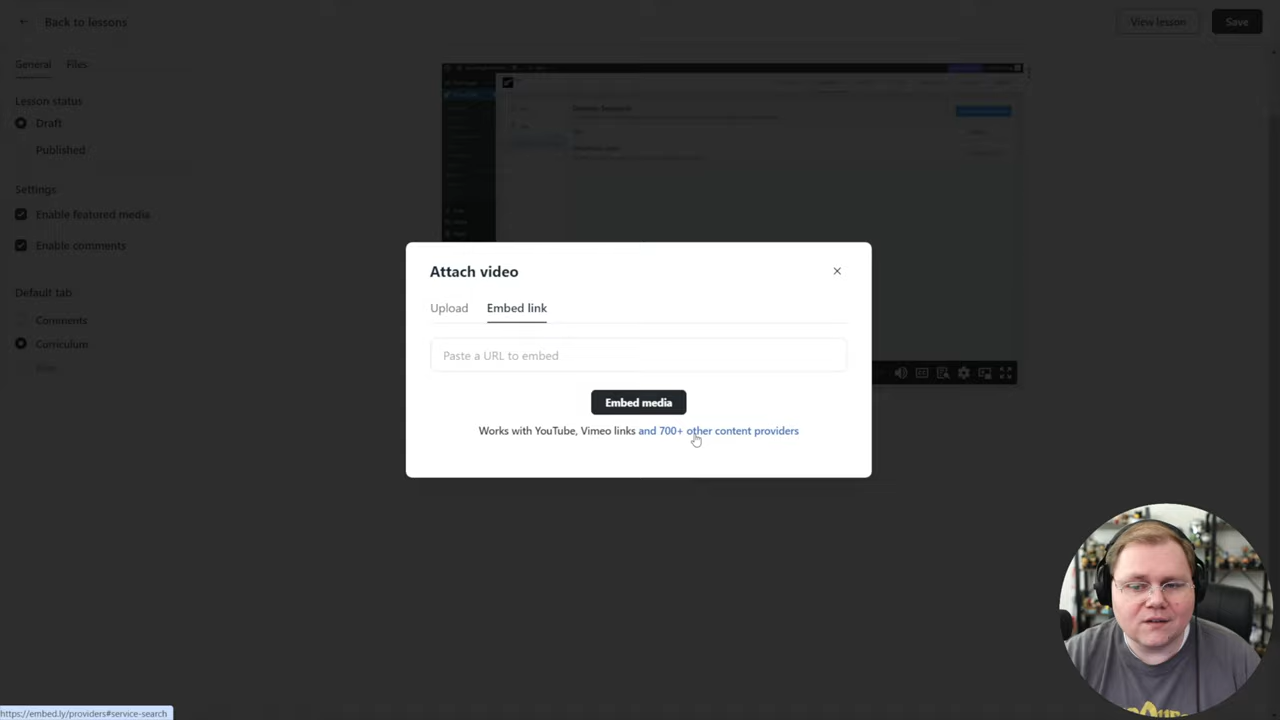 Back to lessons
View lesson
Save
General
Files
Lesson status
Draft
Published
Settings
Enable featured media
Enable comments
Default tab
Comments
Curriculum
Attach video
Upload
Embed link
Paste a URL to embed
Embed media
Works with YouTube, Vimeo links and 700+ other content providers
https://embed.ly/providers#service-search